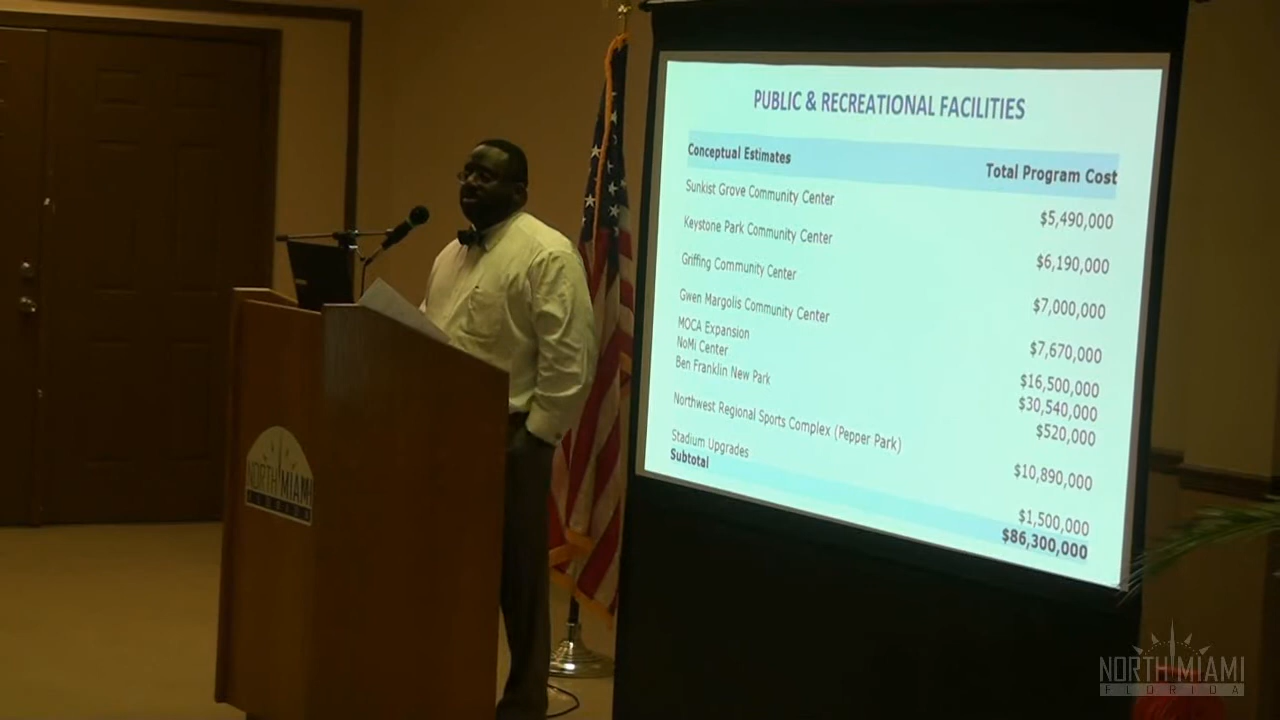 PUBLIC & RECREATIONAL FACILITIES
Conceptual Estimates Total Program Cost
Sunkist Grove Community Center $5,490,000
Keystone Park Community Center $6,190,000
Griffing Community Center $7,000,000
Gwen Margolis Community Center $7,670,000
MOCA Expansion $16,500,000
NoMi Center $30,540,000
Ben Franklin New Park $520,000
Northwest Regional Sports Complex (Pepper Park) $10,890,000
Stadium Upgrades $1,500,000
Subtotal $86,300,000
NORTH MIAMI
FLORIDA
NORTH MIAMI
FLORIDA